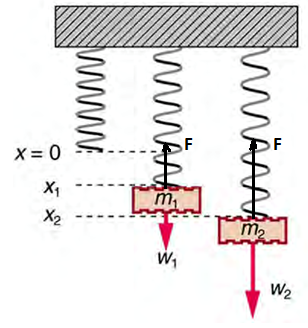 F
F
x = 0
x₁
m₁
x₂
m₂
w₁
w₂